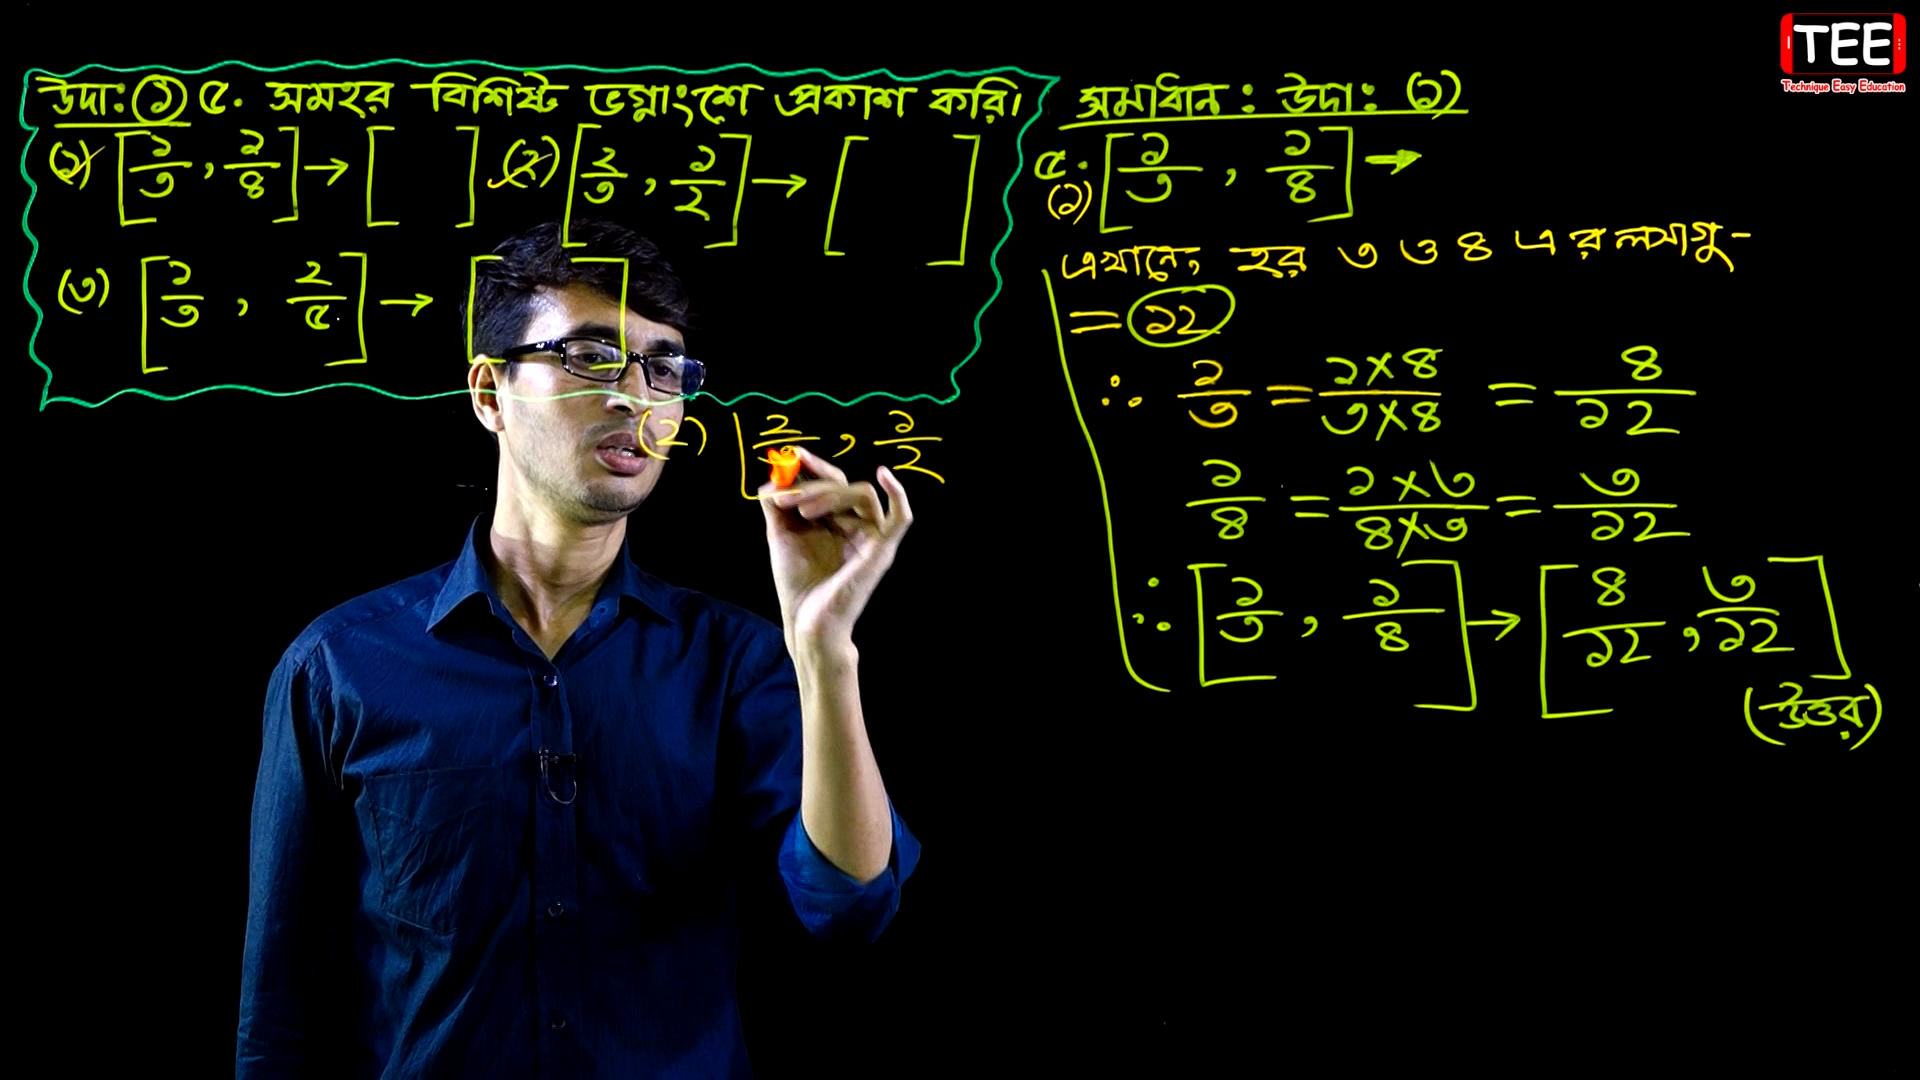 TEE
Technique Easy Education
উদা: (১) ৫. সমহর বিশিষ্ট ভগ্নাংশে প্রকাশ করি।
(১) [১/৩, ১/৪] → [ ] (২) [২/৩, ১/২] → [ ]
(৩) [১/৩, ২/৫] → [ ]
(২) [২/, ১/২
সমাধান: উদা: (১)
৫. [১/৩, ১/৪] →
(১)
এখানে, হর ৩ ও ৪ এর লসাগু -
= ১২
∴ ১/৩ = ১×৪/৩×৪ = ৪/১২
১/৪ = ১×৩/৪×৩ = ৩/১২
∴ [১/৩, ১/৪] → [৪/১২, ৩/১২]
(উত্তর)